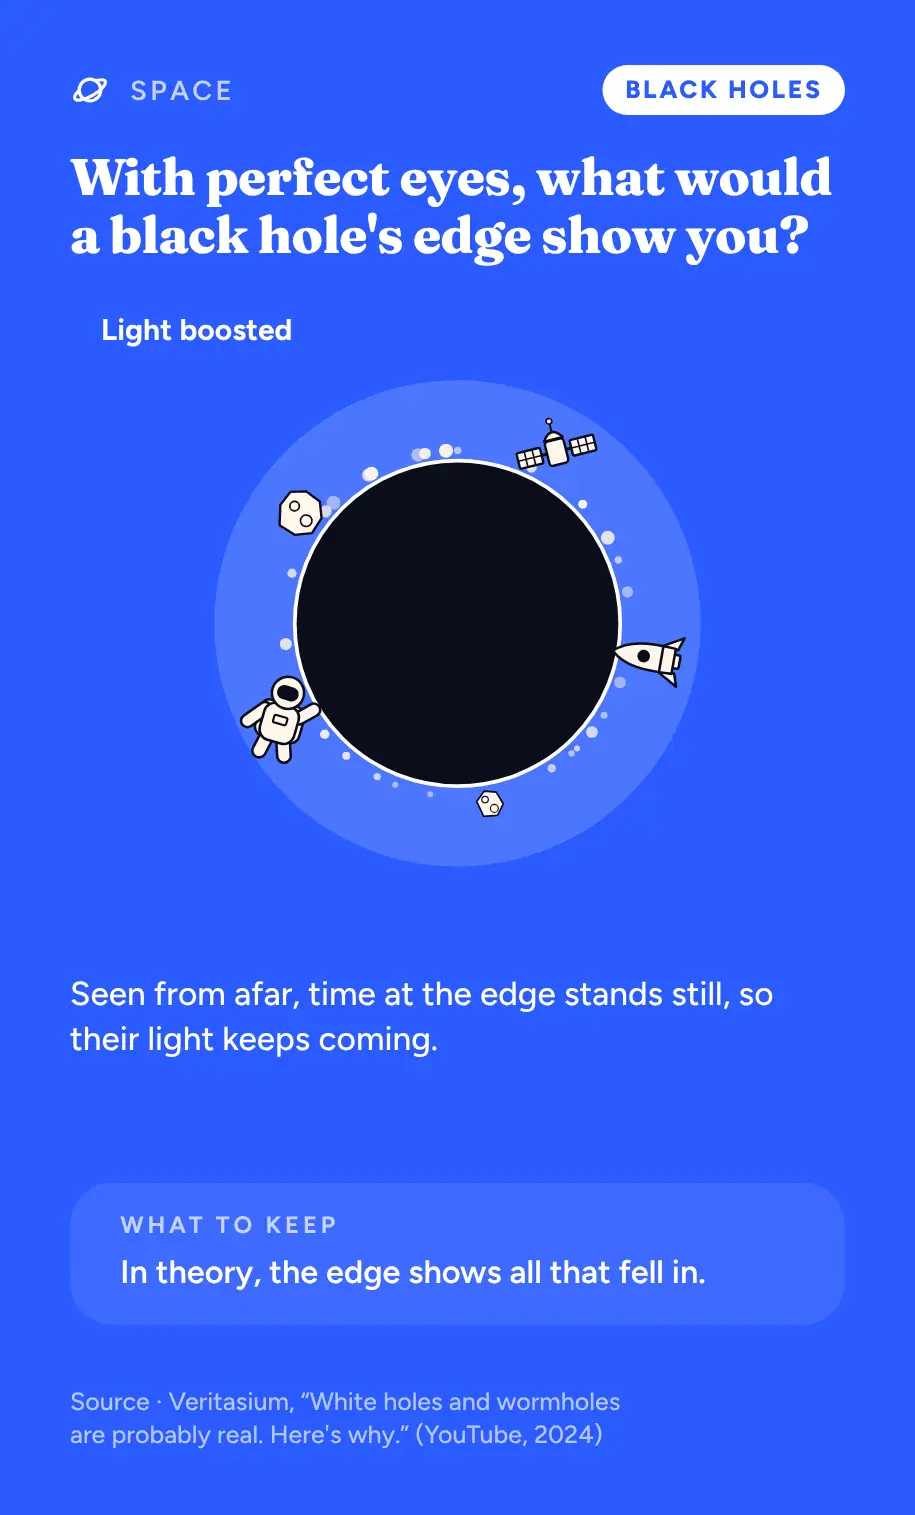 SPACE
BLACK HOLES
With perfect eyes, what would
a black hole's edge show you?
Light boosted
Seen from afar, time at the edge stands still, so
their light keeps coming.
WHAT TO KEEP
In theory, the edge shows all that fell in.
Source · Veritasium, “White holes and wormholes
are probably real. Here's why.” (YouTube, 2024)